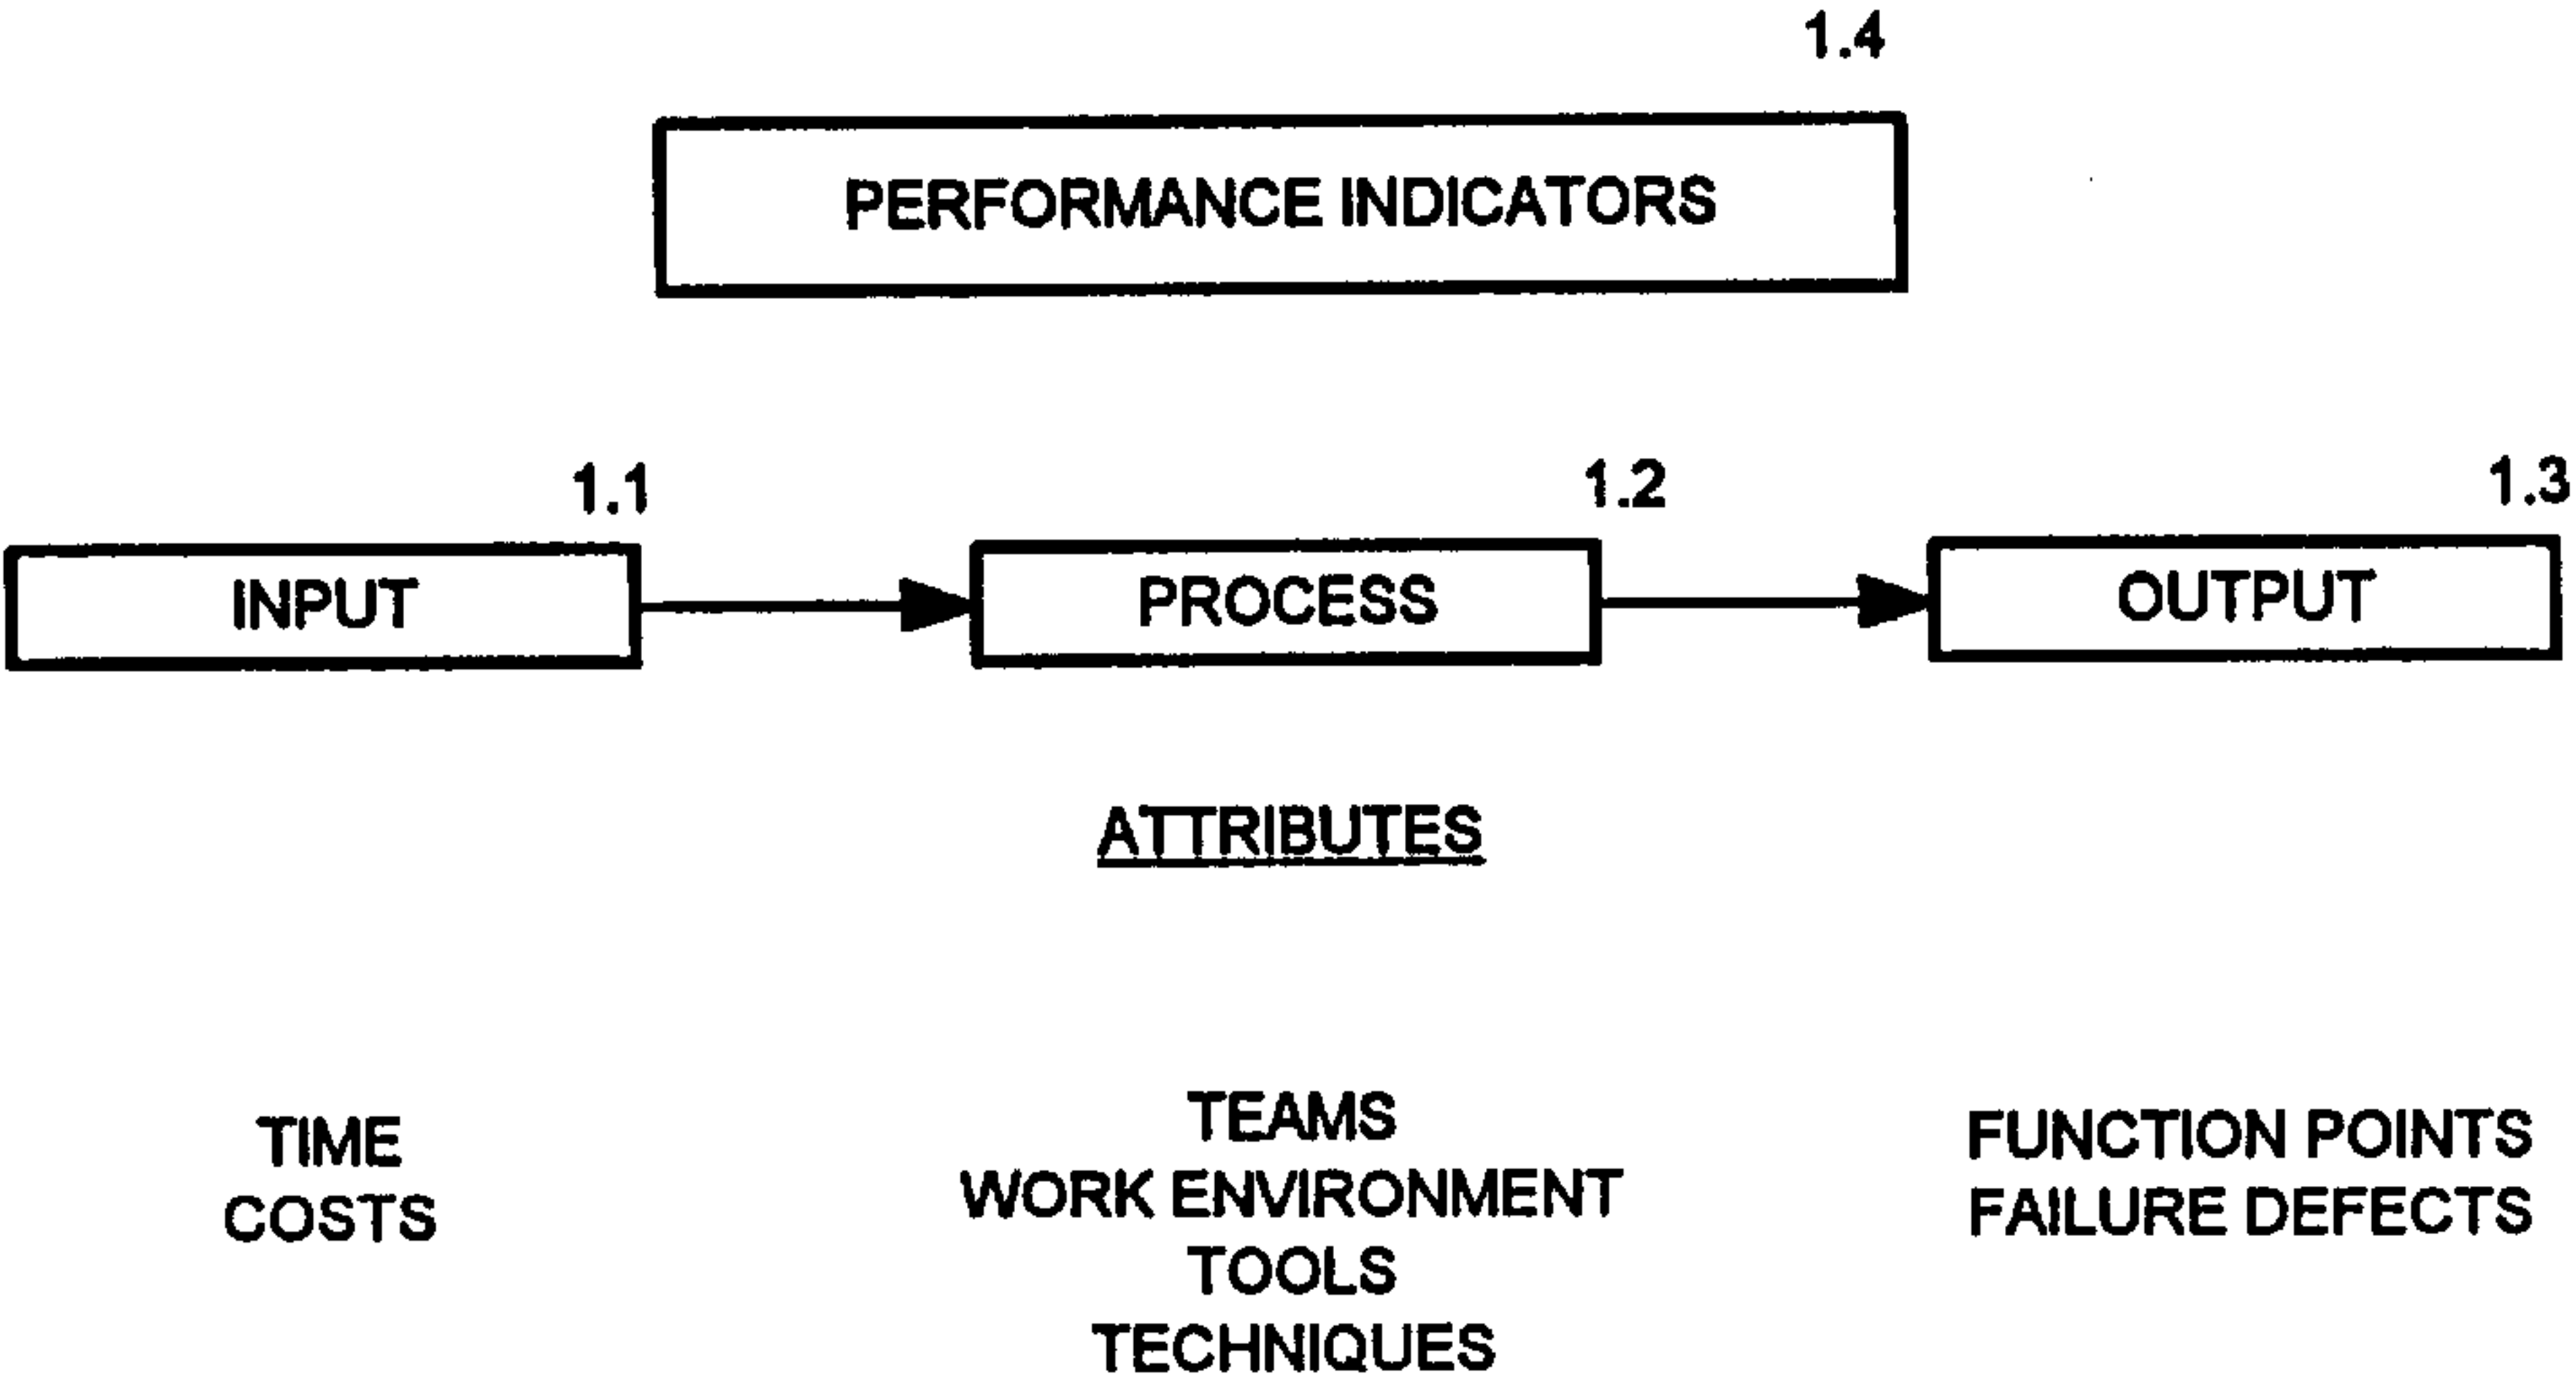 1.4
PERFORMANCE INDICATORS
1.1
1.2
1.3
INPUT
PROCESS
OUTPUT
ATTRIBUTES
TIME
COSTS
TEAMS
WORK ENVIRONMENT
TOOLS
TECHNIQUES
FUNCTION POINTS
FAILURE DEFECTS